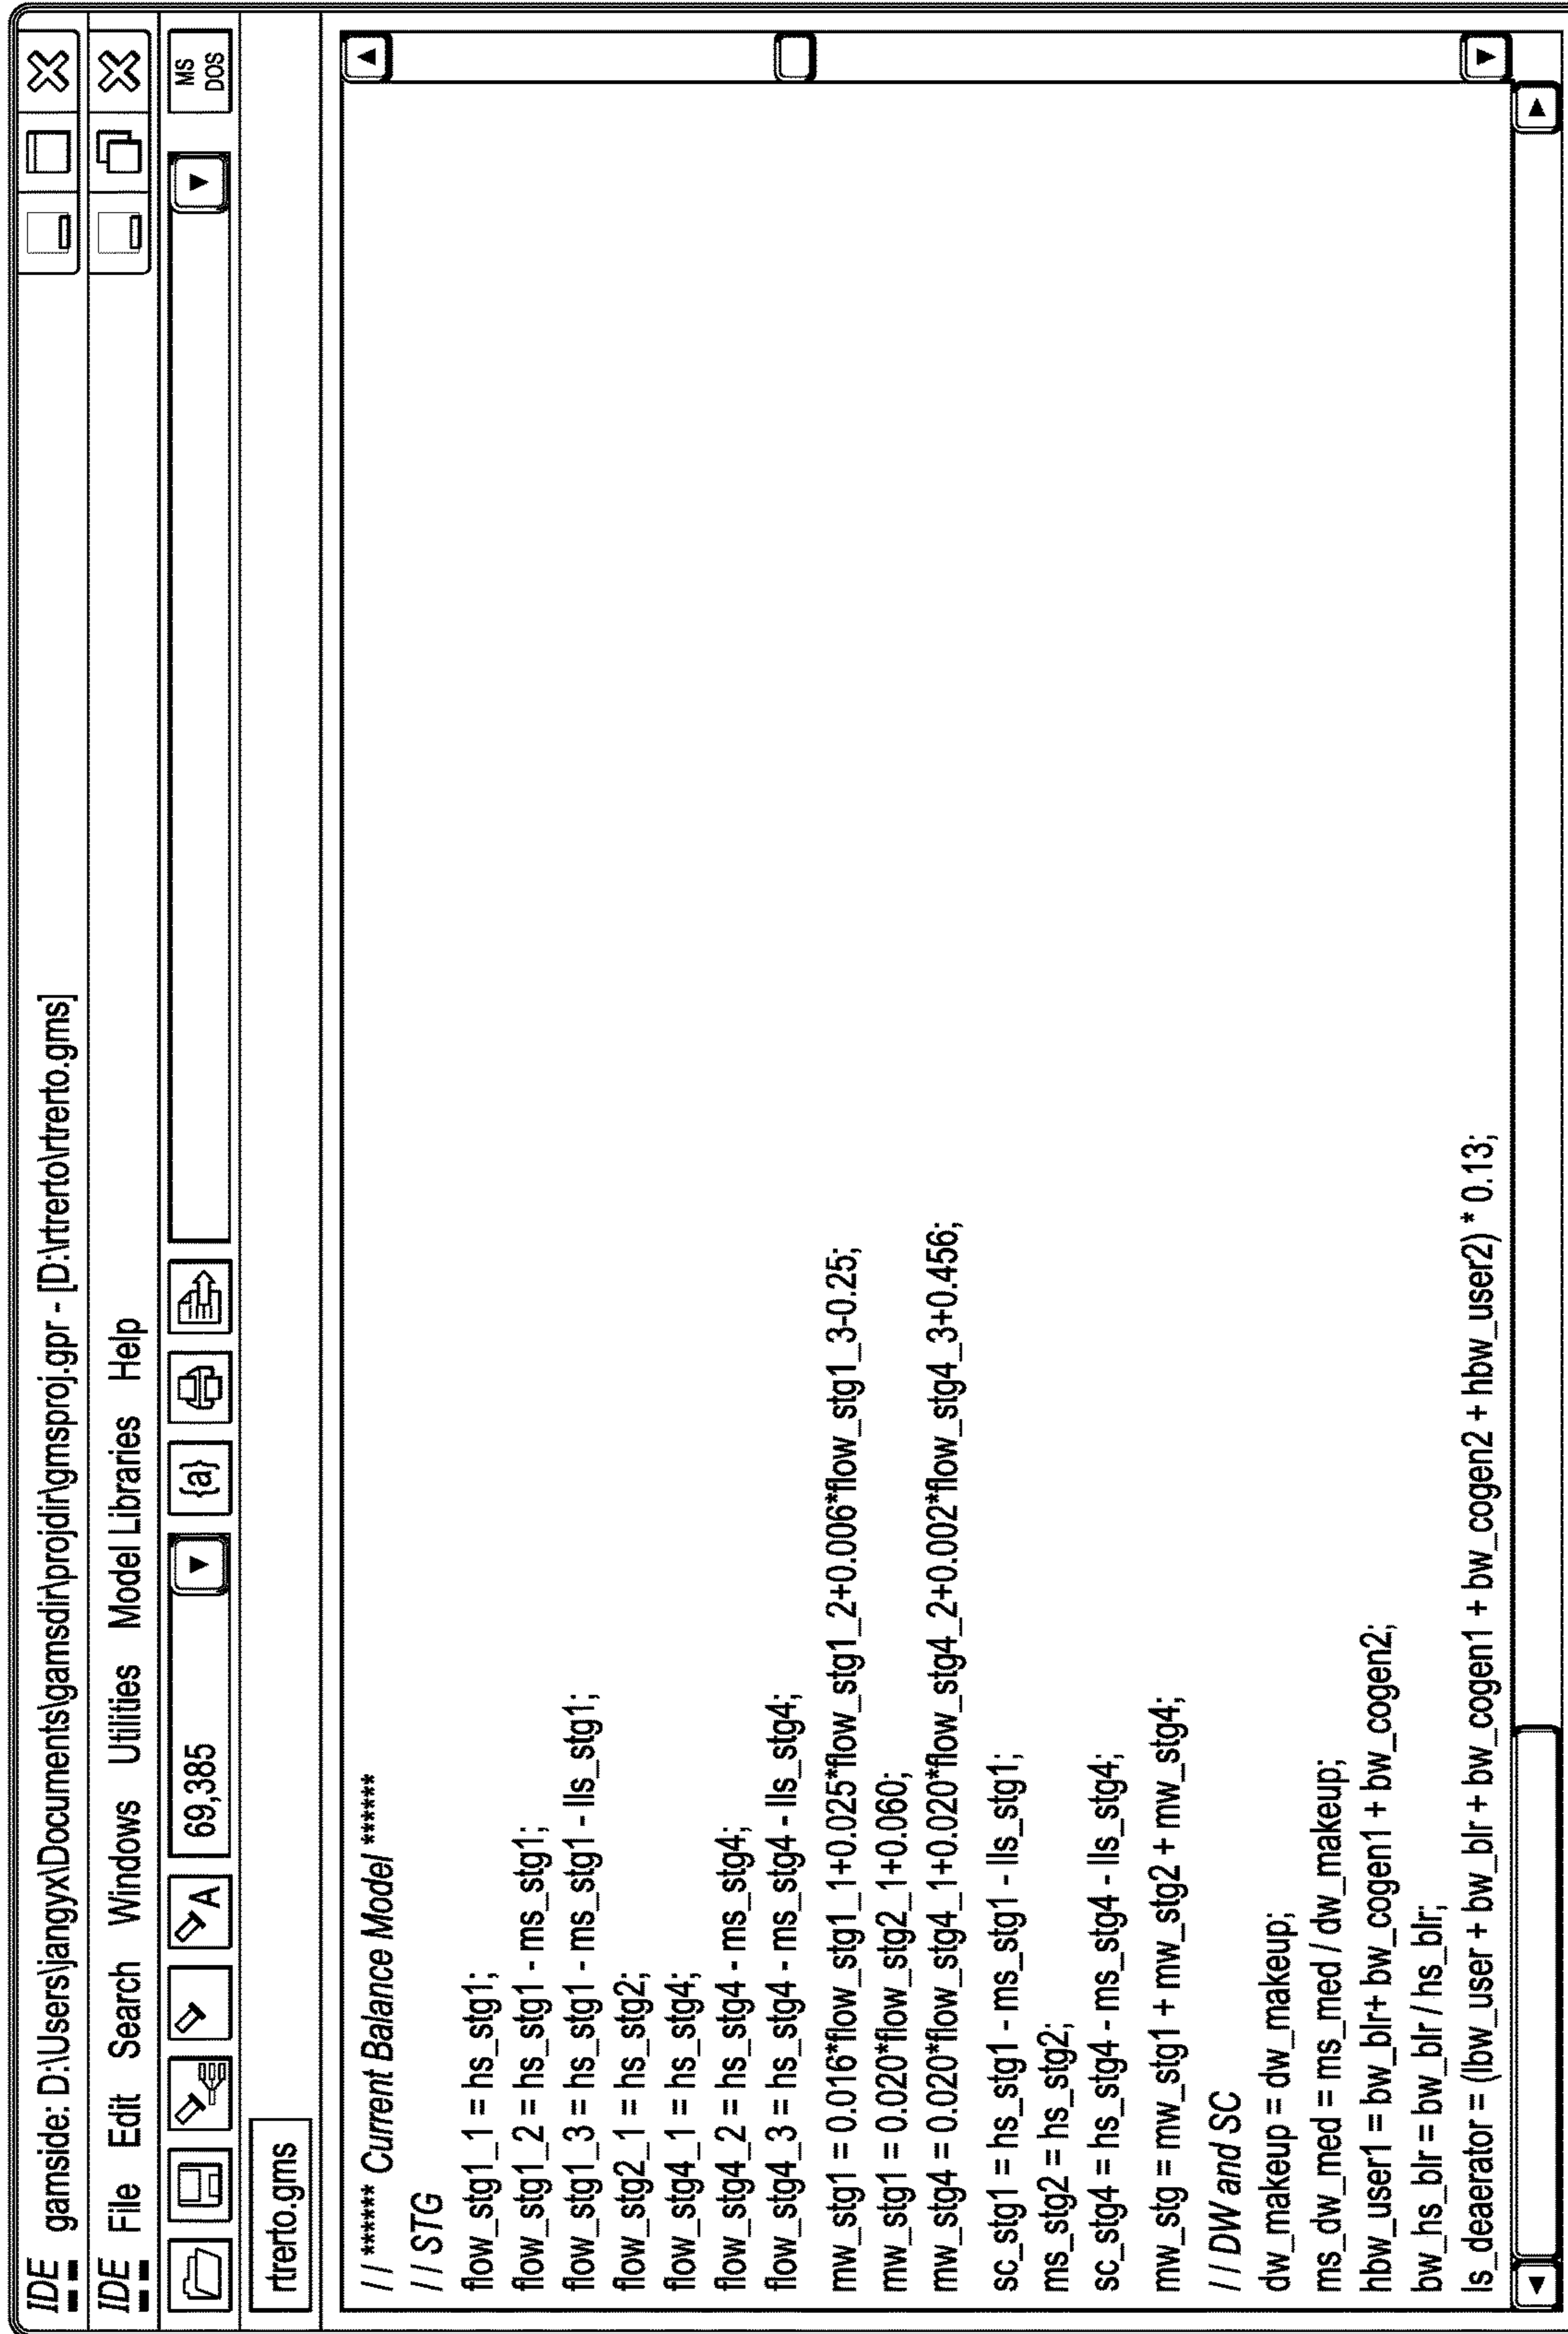 IDE gamside: D:\Users\jangyx\Documents\gamsdir\projdir\gmsproj.gpr - [D:\rtrerto\rtrerto.gms]
IDE File Edit Search Windows Utilities Model Libraries Help
A 69,385 {a} MS DOS
rtrerto.gms
// ****** Current Balance Model ******
// STG
flow_stg1_1 = hs_stg1;
flow_stg1_2 = hs_stg1 - ms_stg1;
flow_stg1_3 = hs_stg1 - ms_stg1 - lls_stg1;
flow_stg2_1 = hs_stg2;
flow_stg4_1 = hs_stg4;
flow_stg4_2 = hs_stg4 - ms_stg4;
flow_stg4_3 = hs_stg4 - ms_stg4 - lls_stg4;
mw_stg1 = 0.016*flow_stg1_1+0.025*flow_stg1_2+0.006*flow_stg1_3-0.25;
mw_stg1 = 0.020*flow_stg2_1+0.060;
mw_stg4 = 0.020*flow_stg4_1+0.020*flow_stg4_2+0.002*flow_stg4_3+0.456;
sc_stg1 = hs_stg1 - ms_stg1 - lls_stg1;
ms_stg2 = hs_stg2;
sc_stg4 = hs_stg4 - ms_stg4 - lls_stg4;
mw_stg = mw_stg1 + mw_stg2 + mw_stg4;
// DW and SC
dw_makeup = dw_makeup;
ms_dw_med = ms_med / dw_makeup;
hbw_user1 = bw_blr+ bw_cogen1 + bw_cogen2;
bw_hs_blr = bw_blr / hs_blr;
ls_deaerator = (lbw_user + bw_blr + bw_cogen1 + bw_cogen2 + hbw_user2) * 0.13;